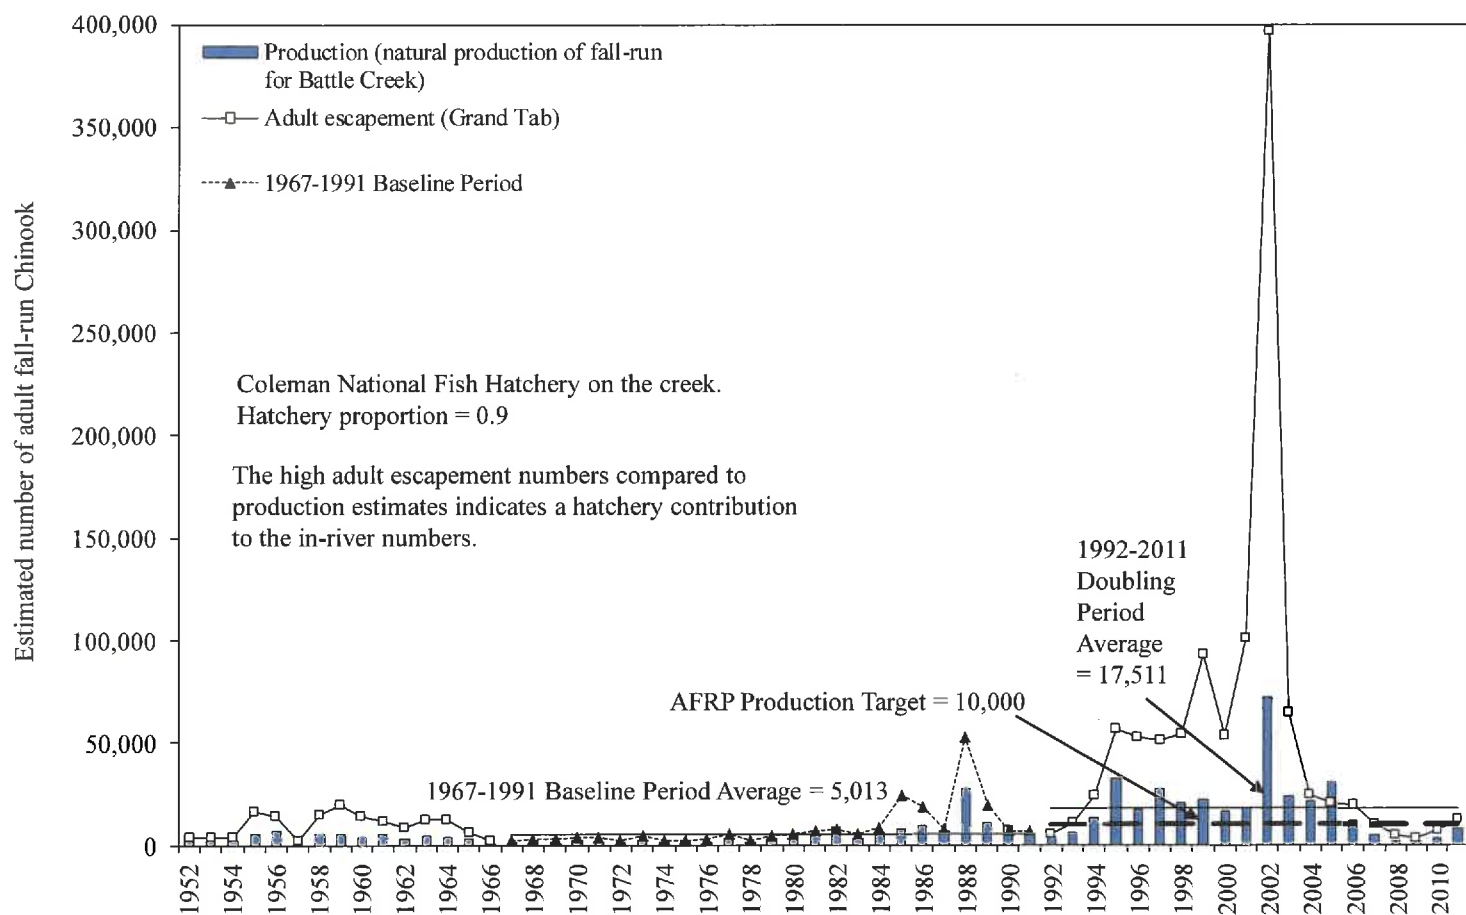 Estimated number of adult fall-run Chinook
400,000
350,000
300,000
250,000
200,000
150,000
100,000
50,000
0
Production (natural production of fall-run
for Battle Creek)
Adult escapement (Grand Tab)
1967-1991 Baseline Period
Coleman National Fish Hatchery on the creek.
Hatchery proportion = 0.9
The high adult escapement numbers compared to
production estimates indicates a hatchery contribution
to the in-river numbers.
1992-2011
Doubling
Period
Average
= 17,511
AFRP Production Target = 10,000
1967-1991 Baseline Period Average = 5,013
1952
1954
1956
1958
1960
1962
1964
1966
1968
1970
1972
1974
1976
1978
1980
1982
1984
1986
1988
1990
1992
1994
1996
1998
2000
2002
2004
2006
2008
2010